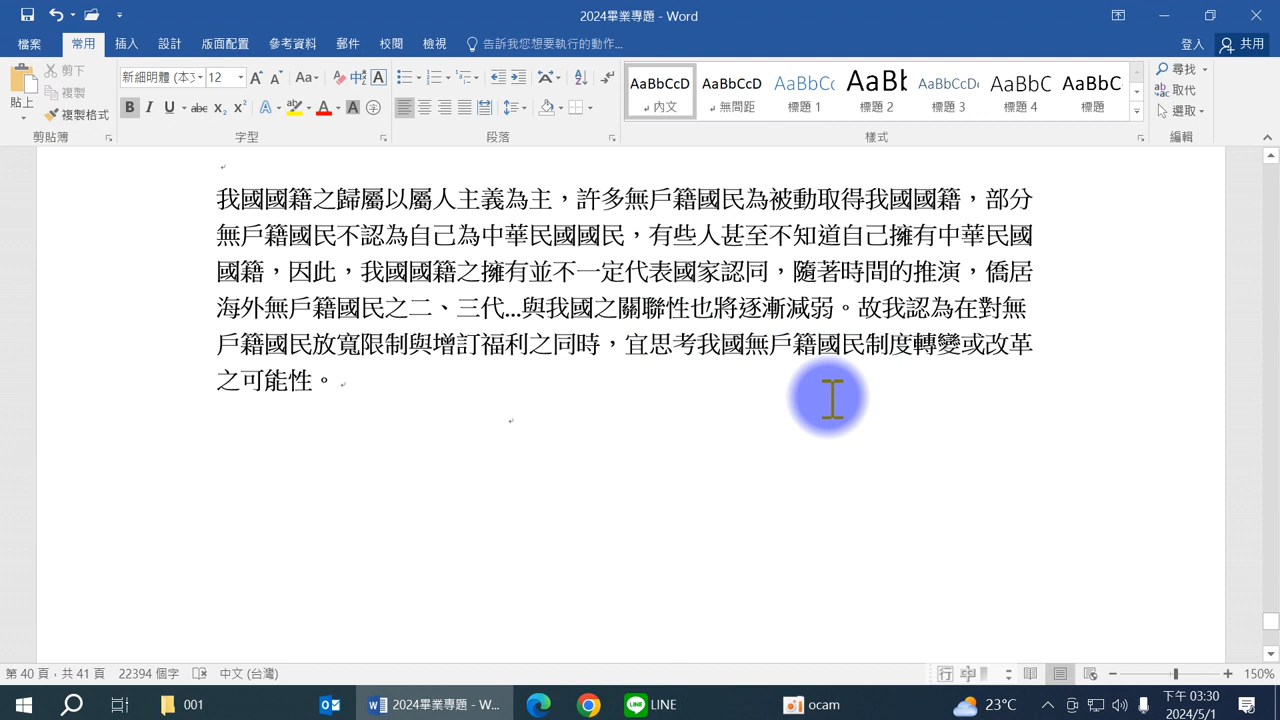 2024畢業專題 - Word
檔案 常用 插入 設計 版面配置 參考資料 郵件 校閱 檢視 告訴我您想要執行的動作... 登入 共用
貼上
剪下
複製
複製格式
剪貼簿
新細明體 (本文 12
字型
段落
AaBbCcD 內文
AaBbCcD 無間距
AaBbCc 標題 1
AaBb 標題 2
AaBbCcDc 標題 3
AaBbC 標題 4
AaBbC 標題
樣式
尋找
取代
選取
編輯
我國國籍之歸屬以屬人主義為主，許多無戶籍國民為被動取得我國國籍，部分
無戶籍國民不認為自己為中華民國國民，有些人甚至不知道自己擁有中華民國
國籍，因此，我國國籍之擁有並不一定代表國家認同，隨著時間的推演，僑居
海外無戶籍國民之二、三代...與我國之關聯性也將逐漸減弱。故我認為在對無
戶籍國民放寬限制與增訂福利之同時，宜思考我國無戶籍國民制度轉變或改革
之可能性。
第 40 頁，共 41 頁 22394 個字 中文 (台灣) 150%
001 2024畢業專題 - W... LINE ocam 23°C 下午 03:30
2024/5/1